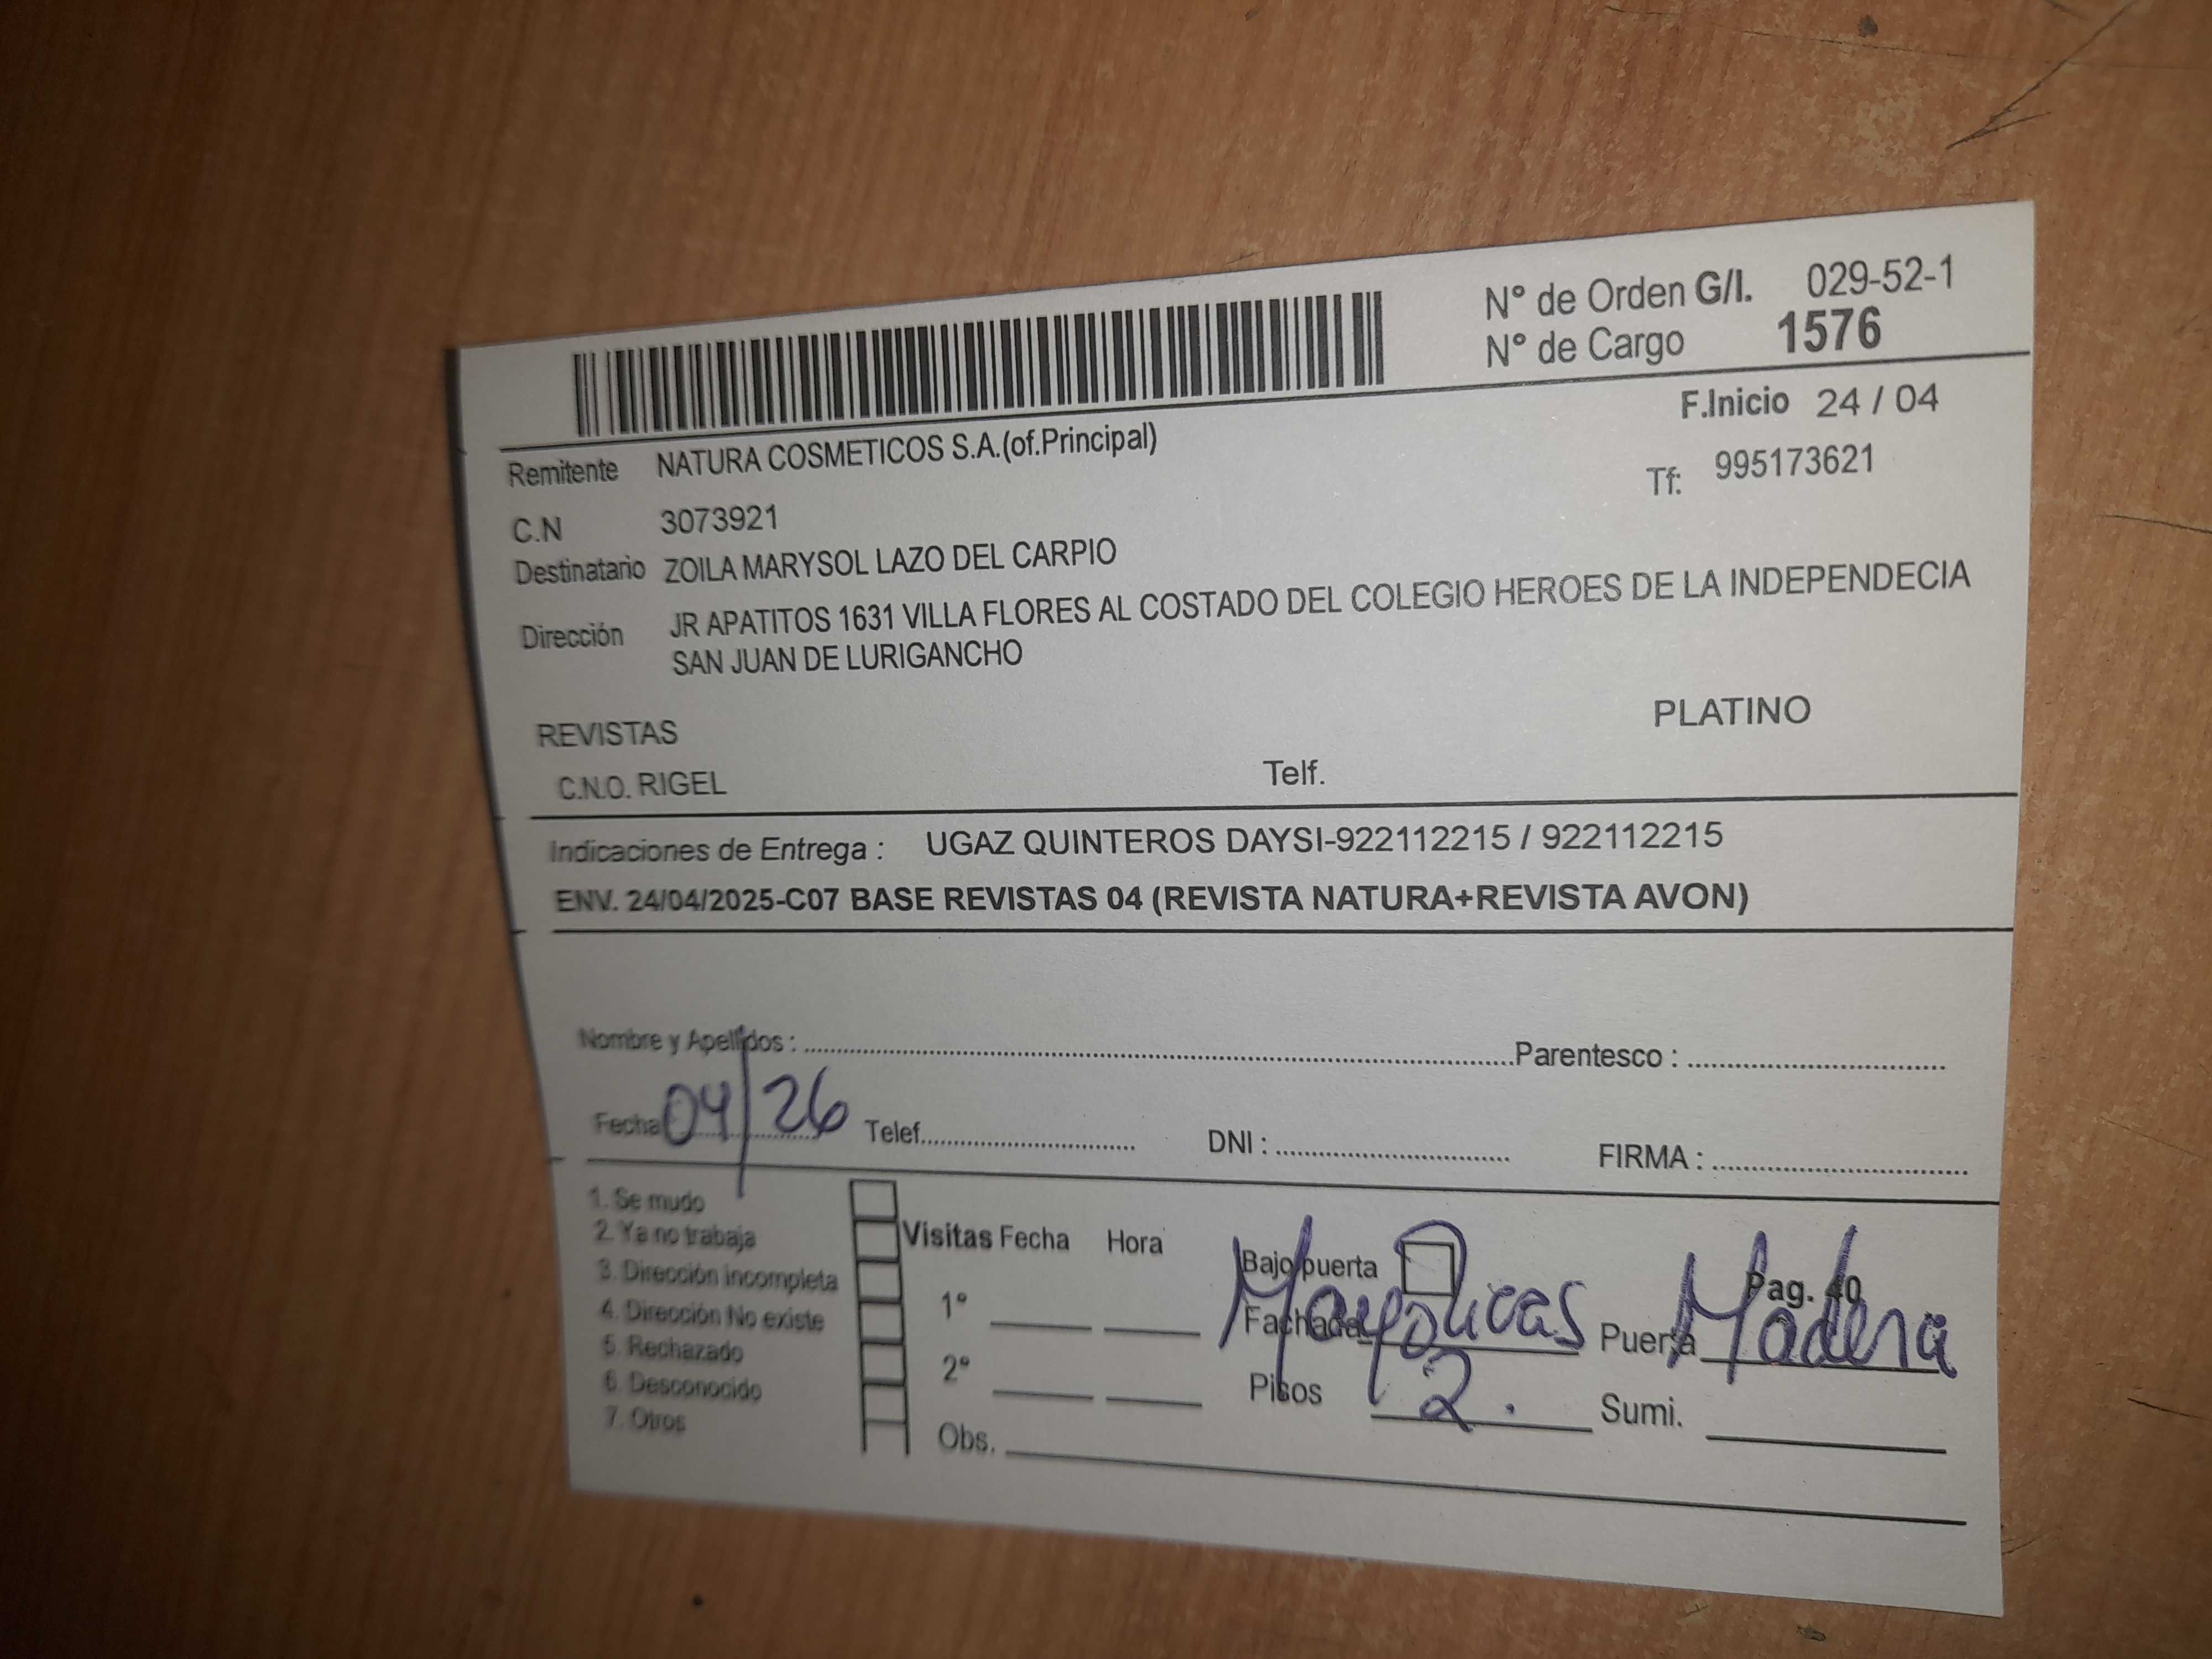 N° de Orden G/I. 029-52-1
N° de Cargo 1576
F.Inicio 24 / 04
Remitente NATURA COSMETICOS S.A.(of.Principal)
Tf: 995173621
C.N 3073921
Destinatario ZOILA MARYSOL LAZO DEL CARPIO
Dirección JR APATITOS 1631 VILLA FLORES AL COSTADO DEL COLEGIO HEROES DE LA INDEPENDECIA
SAN JUAN DE LURIGANCHO
REVISTAS PLATINO
C.N.O. RIGEL Telf.
Indicaciones de Entrega : UGAZ QUINTEROS DAYSI-922112215 / 922112215
ENV. 24/04/2025-C07 BASE REVISTAS 04 (REVISTA NATURA+REVISTA AVON)
Nombre y Apellidos : Parentesco :
Fecha 04/26 Telef. DNI : FIRMA :
1. Se mudo
2. Ya no trabaja
3. Dirección incompleta
4. Dirección No existe
5. Rechazado
6. Desconocido
7. Otros
Visitas Fecha Hora
1°
2°
Obs.
Bajo puerta Pag. 40
Fachada Mayolicas Puerta Madera
Pisos 2. Sumi.